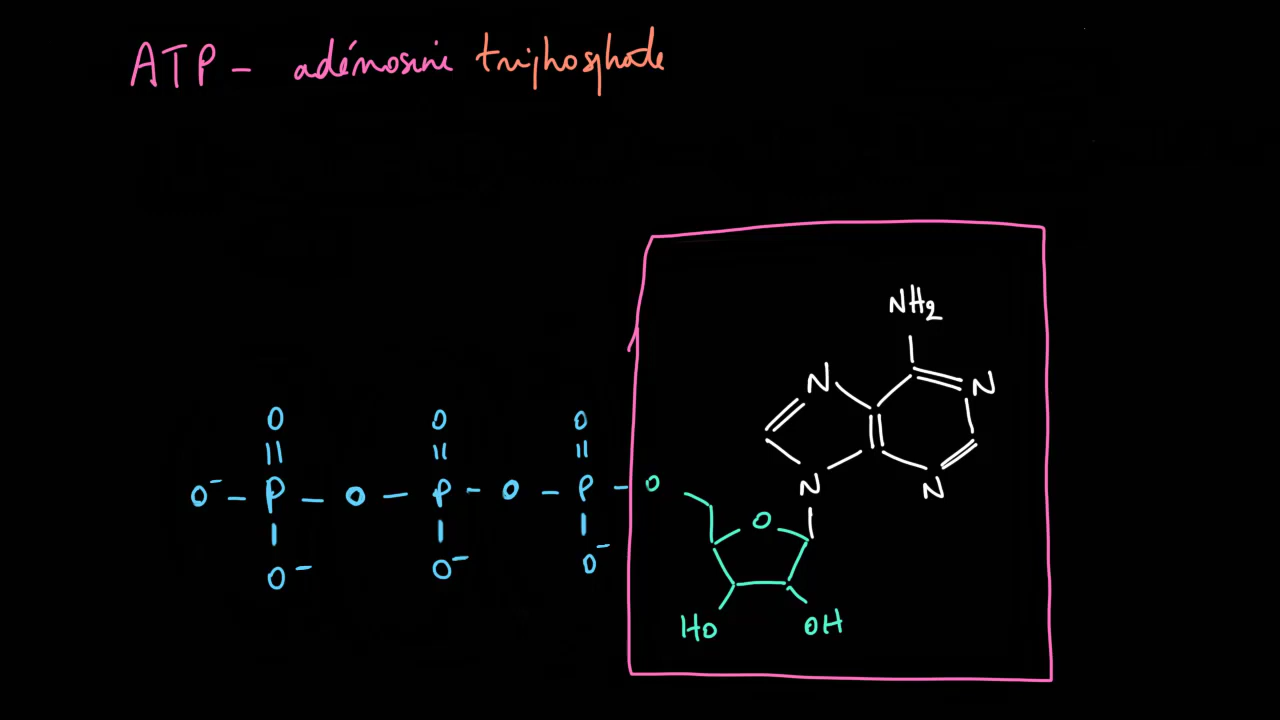 ATP - adénosine triphosphate
NH2
O O O N N
O- - P - O - P - O - P - O N N
O
O- O- O-
HO OH